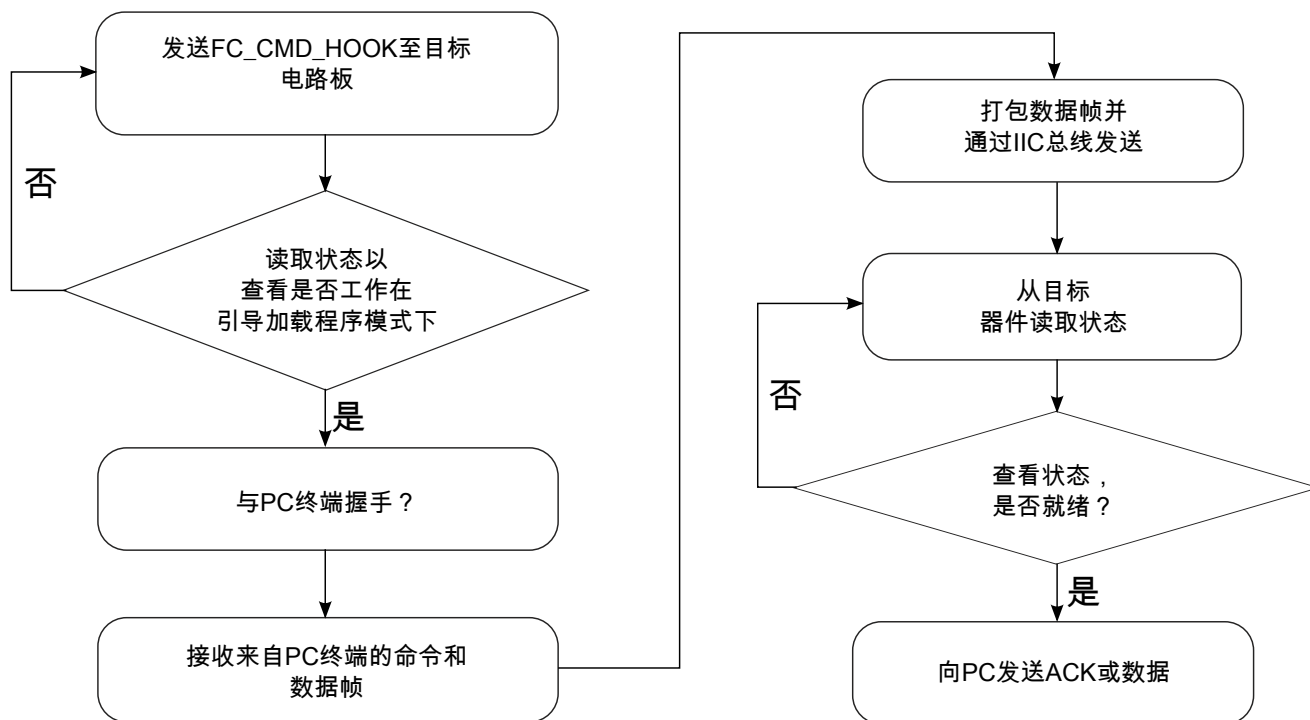 发送FC_CMD_HOOK至目标
电路板
否
读取状态以
查看是否工作在
引导加载程序模式下
是
与PC终端握手？
接收来自PC终端的命令和
数据帧
打包数据帧并
通过IIC总线发送
从目标
器件读取状态
否
查看状态，
是否就绪？
是
向PC发送ACK或数据